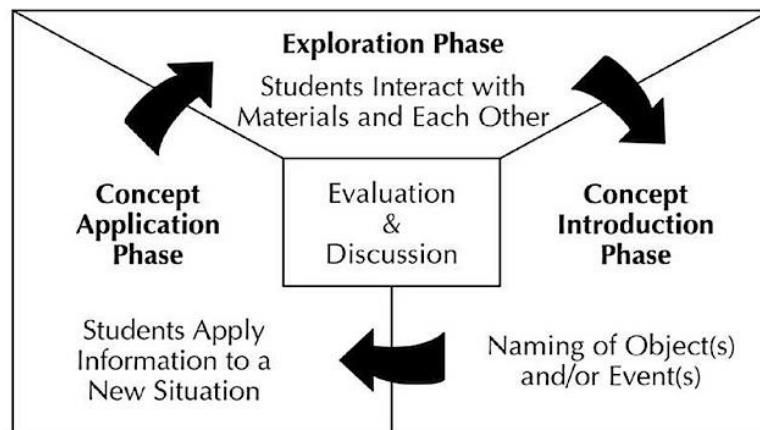 Exploration Phase
Students Interact with
Materials and Each Other
Concept
Application
Phase
Evaluation
&
Discussion
Concept
Introduction
Phase
Students Apply
Information to a
New Situation
Naming of Object(s)
and/or Event(s)